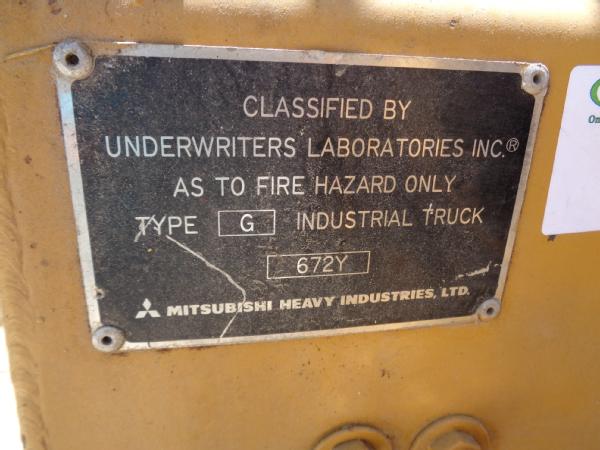 CLASSIFIED BY
UNDERWRITERS LABORATORIES INC.®
AS TO FIRE HAZARD ONLY
TYPE G INDUSTRIAL TRUCK
672Y
MITSUBISHI HEAVY INDUSTRIES, LTD.